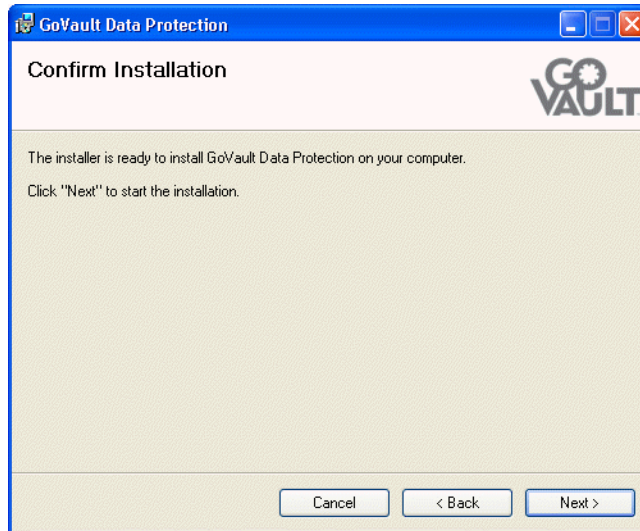 GoVault Data Protection
Confirm Installation
GO
VAULT
The installer is ready to install GoVault Data Protection on your computer.
Click "Next" to start the installation.
Cancel
< Back
Next >